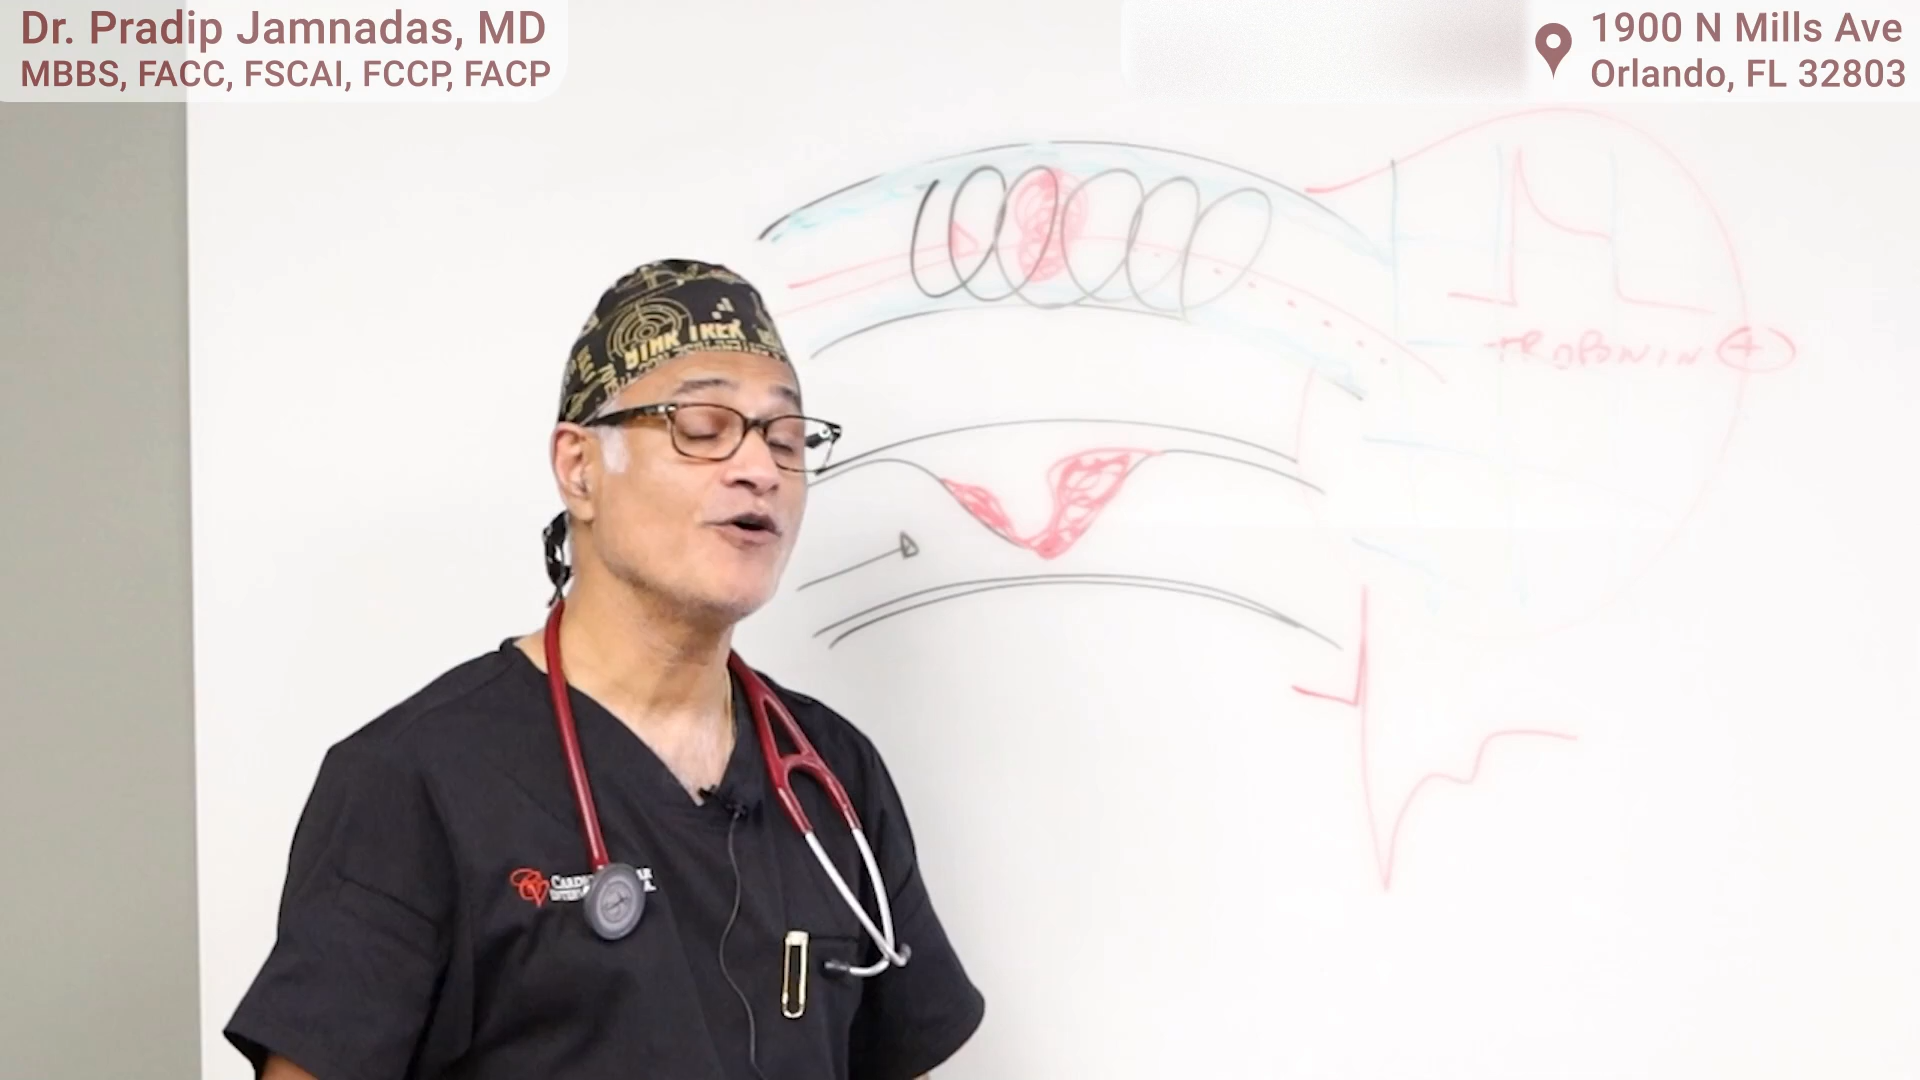 Dr. Pradip Jamnadas, MD
MBBS, FACC, FSCAI, FCCP, FACP
1900 N Mills Ave
Orlando, FL 32803
TROPONIN (+)